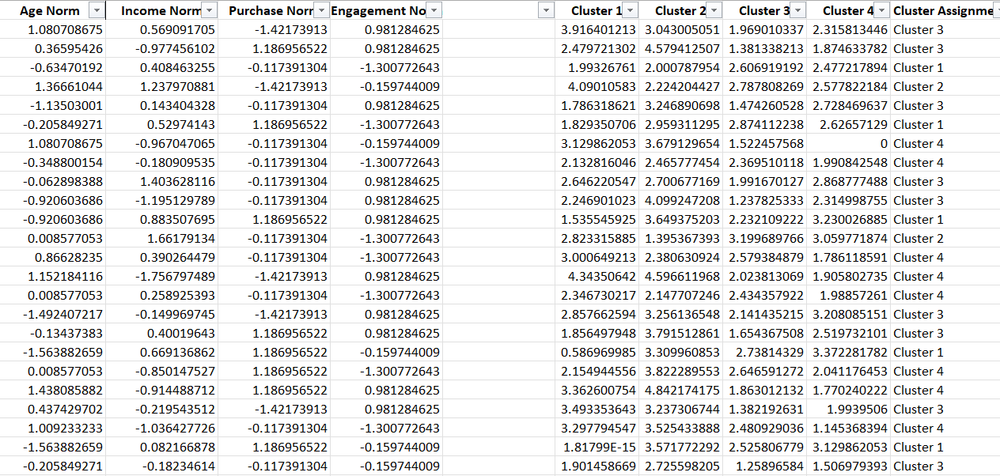 Age Norm Income Norm Purchase Norr Engagement No Cluster 1 Cluster 2 Cluster 3 Cluster 4 Cluster Assignme
1.080708675 0.569091705 -1.42173913 0.981284625 3.916401213 3.043005051 1.969010337 2.315813446 Cluster 3
0.36595426 -0.977456102 1.186956522 0.981284625 2.479721302 4.579412507 1.381338213 1.874633782 Cluster 3
-0.63470192 0.408463255 -0.117391304 -1.300772643 1.99326761 2.000787954 2.606919192 2.477217894 Cluster 1
1.36661044 1.237970881 -1.42173913 -0.159744009 4.09010583 2.224204427 2.787808269 2.577822184 Cluster 2
-1.13503001 0.143404328 -0.117391304 0.981284625 1.786318621 3.246890698 1.474260528 2.728469637 Cluster 3
-0.205849271 0.52974143 1.186956522 -1.300772643 1.829350706 2.959311295 2.874112238 2.62657129 Cluster 1
1.080708675 -0.967047065 -0.117391304 -0.159744009 3.129862053 3.679129654 1.522457568 0 Cluster 4
-0.348800154 -0.180909535 -0.117391304 -1.300772643 2.132816046 2.465777454 2.369510118 1.990842548 Cluster 4
-0.062898388 1.403628116 -0.117391304 0.981284625 2.646220547 2.700677169 1.991670127 2.868777488 Cluster 3
-0.920603686 -1.195129789 -0.117391304 0.981284625 2.246901023 4.099247208 1.237825333 2.314998755 Cluster 3
-0.920603686 0.883507695 1.186956522 0.981284625 1.535545925 3.649375203 2.232109222 3.230026885 Cluster 1
0.008577053 1.66179134 -0.117391304 -1.300772643 2.823315885 1.395367393 3.199689766 3.059771874 Cluster 2
0.86628235 0.390264479 -0.117391304 -1.300772643 3.000649213 2.380630924 2.579384879 1.786118591 Cluster 4
1.152184116 -1.756797489 -1.42173913 0.981284625 4.34350642 4.596611968 2.023813069 1.905802735 Cluster 4
0.008577053 0.258925393 -0.117391304 -1.300772643 2.346730217 2.147707246 2.434357922 1.98857261 Cluster 4
-1.492407217 -0.149969745 -1.42173913 0.981284625 2.857662594 3.256136548 2.141435215 3.208085151 Cluster 3
-0.13437383 0.40019643 1.186956522 0.981284625 1.856497948 3.791512861 1.654367508 2.519732101 Cluster 3
-1.563882659 0.669136862 1.186956522 -0.159744009 0.586969985 3.309960853 2.73814329 3.372281782 Cluster 1
0.008577053 -0.850147527 1.186956522 -1.300772643 2.154944556 3.822289553 2.646591272 2.041176453 Cluster 4
1.438085882 -0.914488712 1.186956522 0.981284625 3.362600754 4.842174175 1.863012132 1.770240222 Cluster 4
0.437429702 -0.219543512 -1.42173913 0.981284625 3.493353643 3.237306744 1.382192631 1.9939506 Cluster 3
1.009233233 -1.036427726 -0.117391304 -1.300772643 3.297794547 3.525433888 2.480929036 1.145368394 Cluster 4
-1.563882659 0.082166878 1.186956522 -0.159744009 1.81799E-15 3.571772292 2.525806779 3.129862053 Cluster 1
-0.205849271 -0.18234614 -0.117391304 -0.159744009 1.901458669 2.725598205 1.25896584 1.506979393 Cluster 3